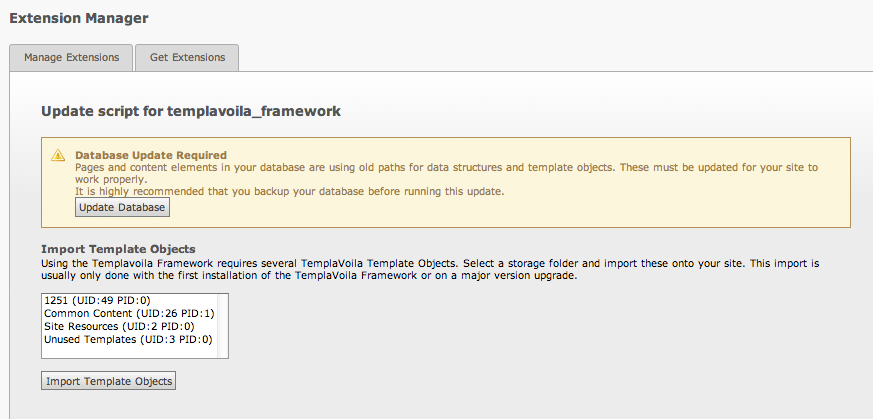 Extension Manager
Manage Extensions
Get Extensions
Update script for templavoila_framework
Database Update Required
Pages and content elements in your database are using old paths for data structures and template objects. These must be updated for your site to
work properly.
It is highly recommended that you backup your database before running this update.
Update Database
Import Template Objects
Using the Templavoila Framework requires several TemplaVoila Template Objects. Select a storage folder and import these onto your site. This import is
usually only done with the first installation of the TemplaVoila Framework or on a major version upgrade.
1251 (UID:49 PID:0)
Common Content (UID:26 PID:1)
Site Resources (UID:2 PID:0)
Unused Templates (UID:3 PID:0)
Import Template Objects